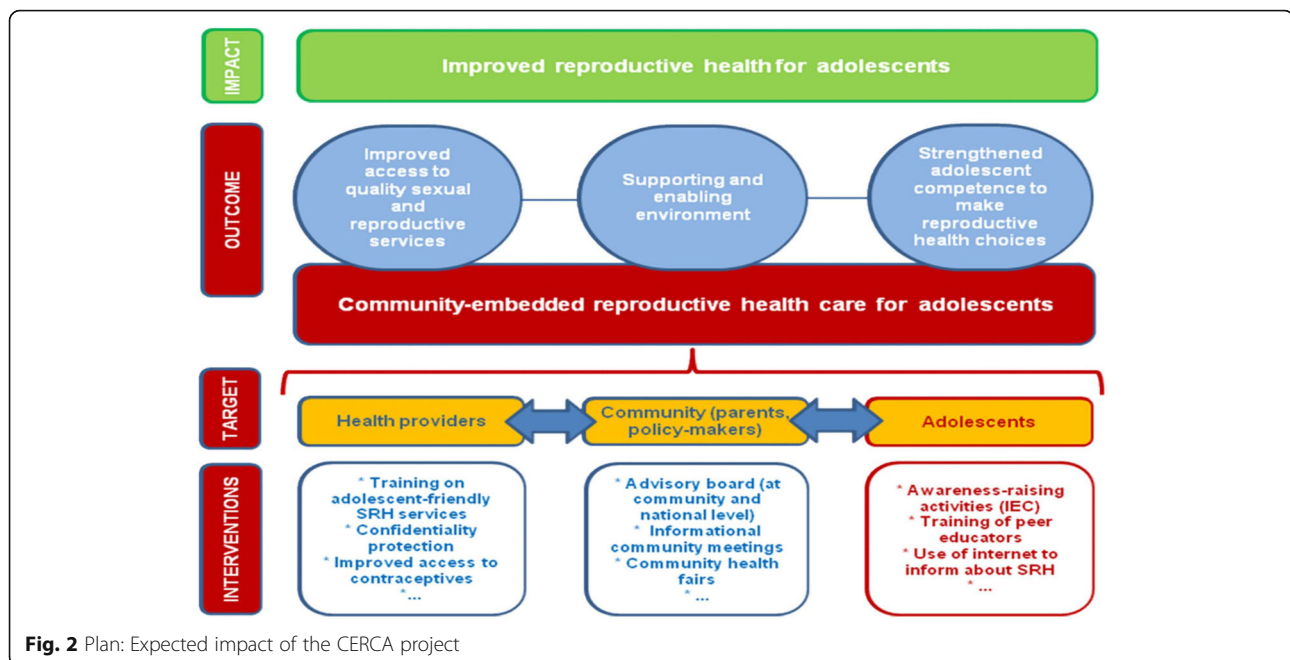 IMPACT
Improved reproductive health for adolescents
OUTCOME
Improved
access to
quality sexual
and
reproductive
services
Supporting and
enabling
environment
Strengthened
adolescent
competence to
make
reproductive
health choices
Community-embedded reproductive health care for adolescents
TARGET
Health providers
Community (parents,
policy-makers)
Adolescents
INTERVENTIONS
* Training on
adolescent-friendly
SRH services
* Confidentiality
protection
* Improved access to
contraceptives
* ...
* Advisory board (at
community and
national level)
* Informational
community meetings
* Community health
fairs
* ...
* Awareness-raising
activities (IEC)
* Training of peer
educators
* Use of internet to
inform about SRH
* ...
Fig. 2 Plan: Expected impact of the CERCA project